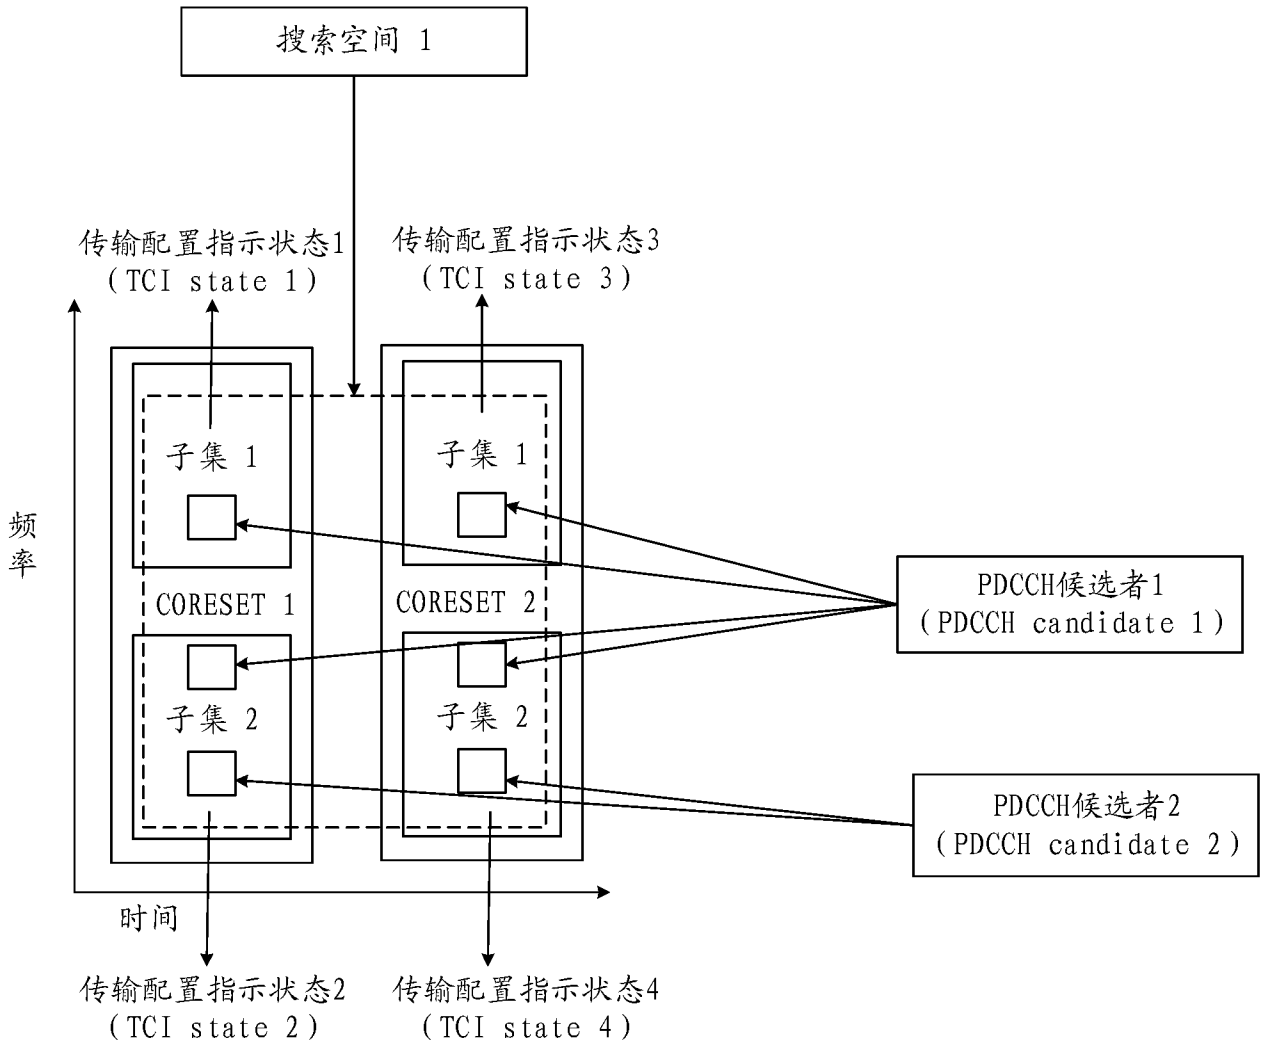 搜索空间 1
传输配置指示状态1
(TCI state 1)
传输配置指示状态3
(TCI state 3)
子集 1
子集 1
频率
CORESET 1
CORESET 2
PDCCH候选者1
(PDCCH candidate 1)
子集 2
子集 2
PDCCH候选者2
(PDCCH candidate 2)
时间
传输配置指示状态2
(TCI state 2)
传输配置指示状态4
(TCI state 4)